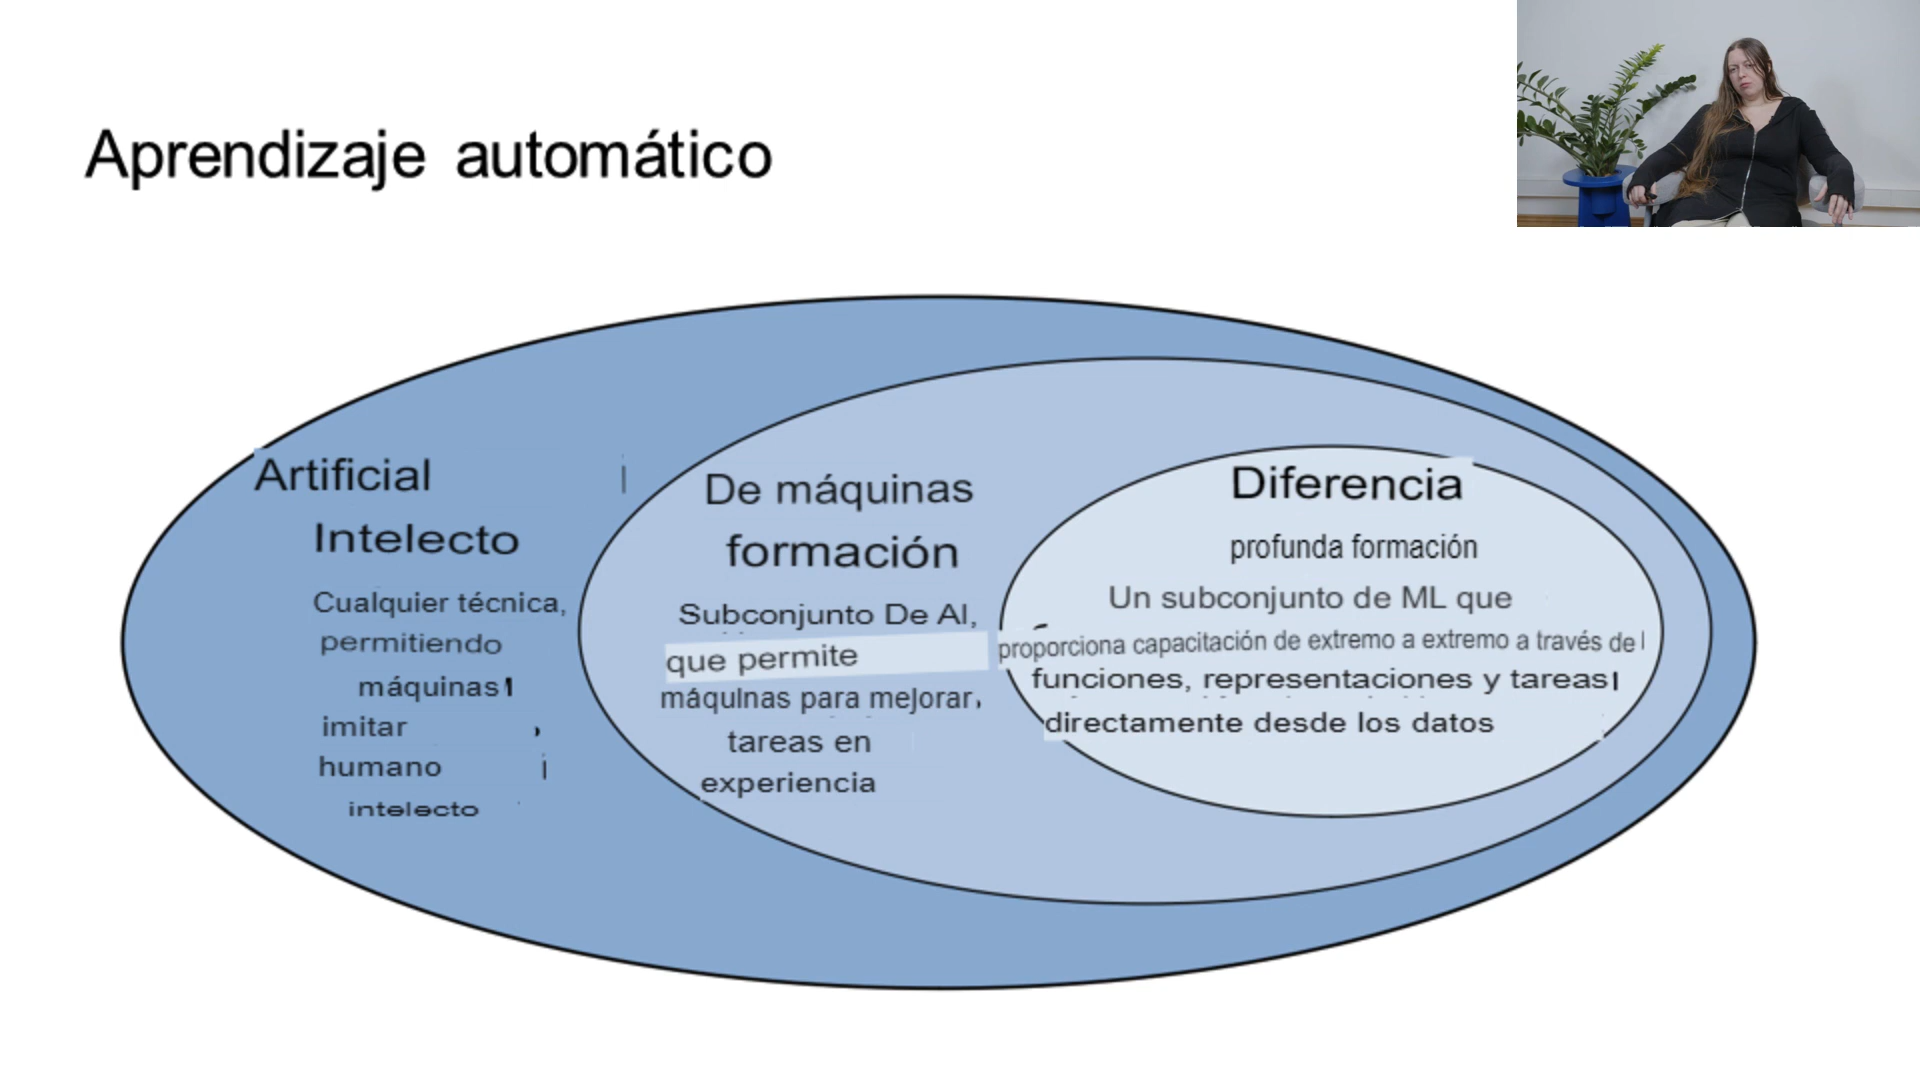 Aprendizaje automático
Artificial
Intelecto
Cualquier técnica,
permitiendo
máquinas
imitar
humano
intelecto
De máquinas
formación
Subconjunto De AI,
que permite
máquinas para mejorar,
tareas en
experiencia
Diferencia
profunda formación
Un subconjunto de ML que
proporciona capacitación de extremo a extremo a través de
funciones, representaciones y tareas
directamente desde los datos